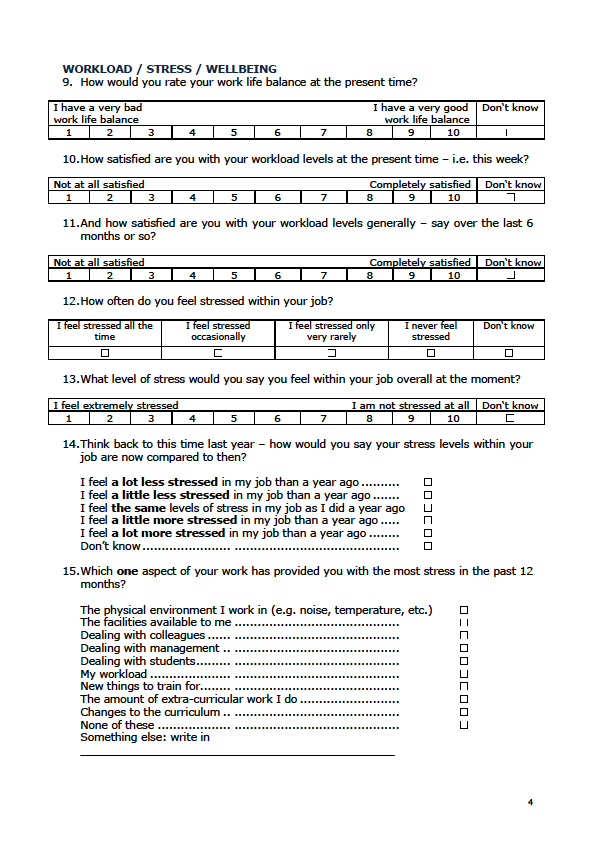 WORKLOAD / STRESS / WELLBEING
9. How would you rate your work life balance at the present time?
I have a very bad work life balance I have a very good work life balance Don't know
1 2 3 4 5 6 7 8 9 10
10. How satisfied are you with your workload levels at the present time – i.e. this week?
Not at all satisfied Completely satisfied Don't know
1 2 3 4 5 6 7 8 9 10
11. And how satisfied are you with your workload levels generally – say over the last 6
months or so?
Not at all satisfied Completely satisfied Don't know
1 2 3 4 5 6 7 8 9 10
12. How often do you feel stressed within your job?
I feel stressed all the time I feel stressed occasionally I feel stressed only very rarely I never feel stressed Don't know
□ □ □ □ □
13. What level of stress would you say you feel within your job overall at the moment?
I feel extremely stressed I am not stressed at all Don't know
1 2 3 4 5 6 7 8 9 10 □
14. Think back to this time last year – how would you say your stress levels within your
job are now compared to then?
I feel a lot less stressed in my job than a year ago .......... □
I feel a little less stressed in my job than a year ago ....... □
I feel the same levels of stress in my job as I did a year ago □
I feel a little more stressed in my job than a year ago ..... □
I feel a lot more stressed in my job than a year ago ........ □
Don't know ....................... ........................................... □
15. Which one aspect of your work has provided you with the most stress in the past 12
months?
The physical environment I work in (e.g. noise, temperature, etc.) □
The facilities available to me ........................................... □
Dealing with colleagues ...... ........................................... □
Dealing with management .. ........................................... □
Dealing with students......... ........................................... □
My workload ..................... ........................................... □
New things to train for........ ........................................... □
The amount of extra-curricular work I do .......................... □
Changes to the curriculum .. ........................................... □
None of these ................... ........................................... □
Something else: write in
4